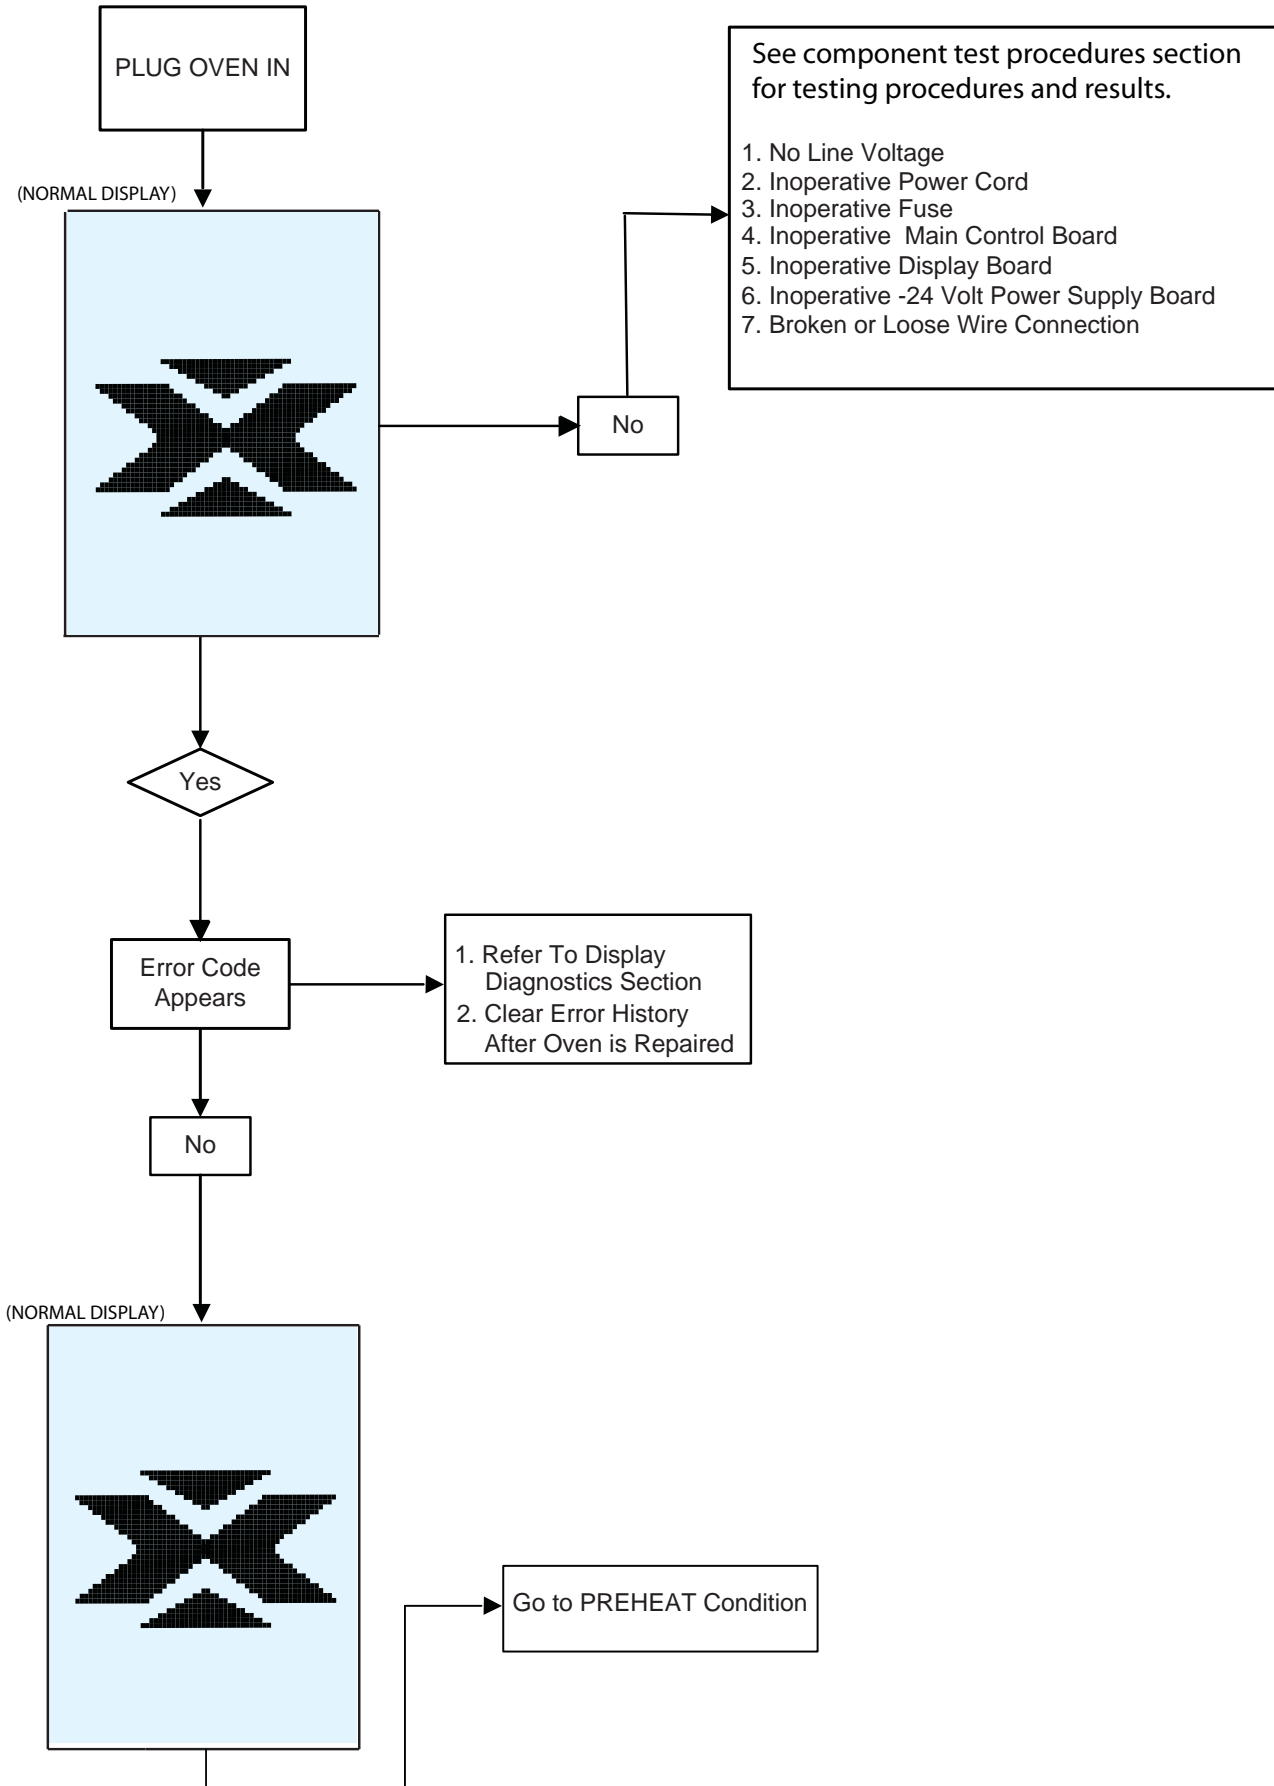 PLUG OVEN IN
See component test procedures section
for testing procedures and results.
1. No Line Voltage
2. Inoperative Power Cord
3. Inoperative Fuse
4. Inoperative  Main Control Board
5. Inoperative Display Board
6. Inoperative -24 Volt Power Supply Board
7. Broken or Loose Wire Connection
(NORMAL DISPLAY)
No
Yes
Error Code
Appears
1. Refer To Display
Diagnostics Section
2. Clear Error History
After Oven is Repaired
No
(NORMAL DISPLAY)
Go to PREHEAT Condition